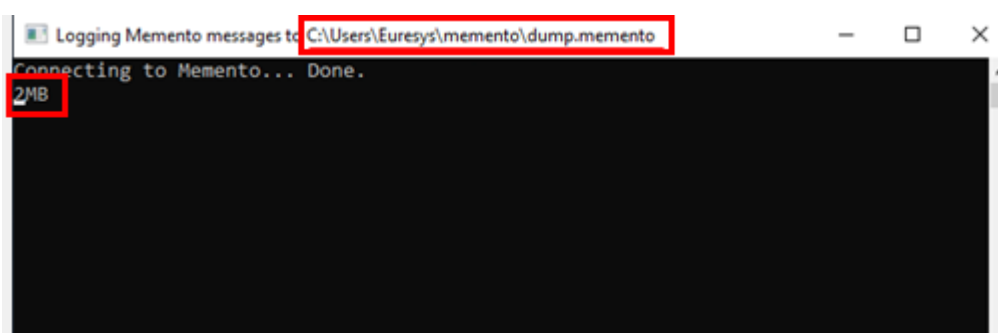 Logging Memento messages to C:\Users\Euresys\memento\dump.memento
Connecting to Memento... Done.
2MB